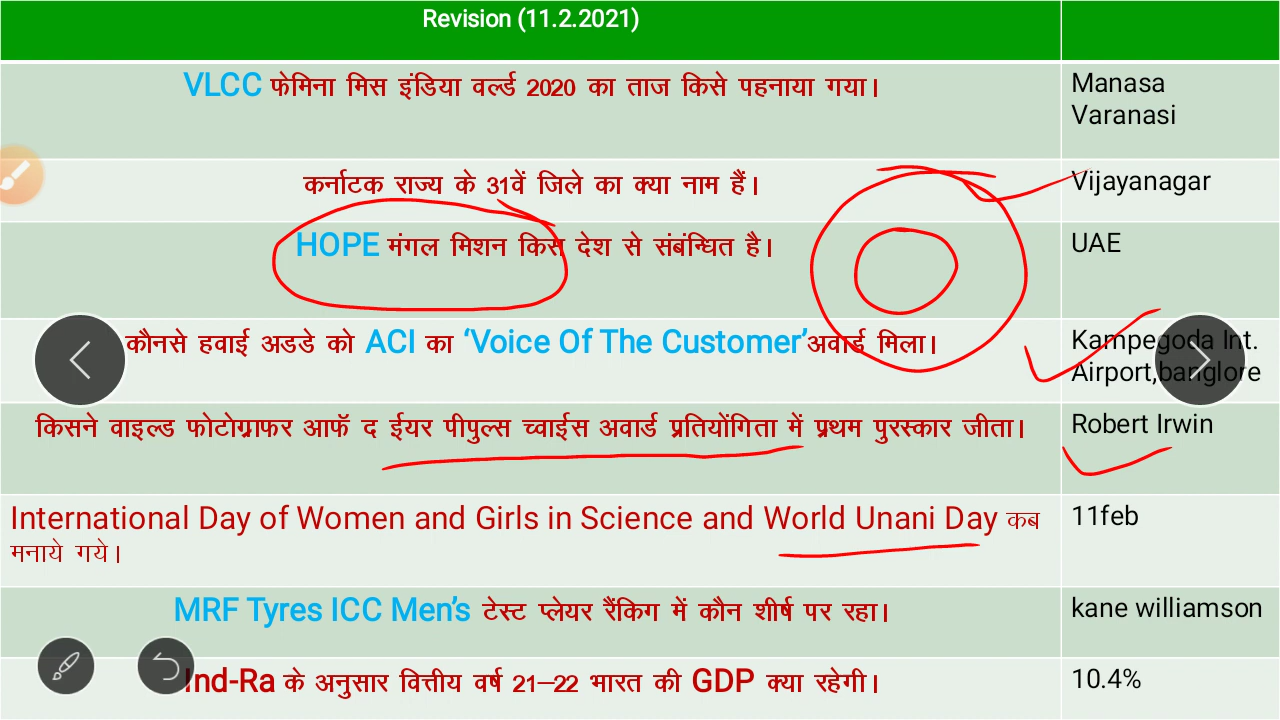 Revision (11.2.2021)
VLCC फेमिना मिस इंडिया वर्ल्ड 2020 का ताज किसे पहनाया गया।
Manasa
Varanasi
कर्नाटक राज्य के 31वें जिले का क्या नाम हैं।
Vijayanagar
HOPE मंगल मिशन किस देश से संबंन्धित है।
UAE
कौनसे हवाई अडडे को ACI का ‘Voice Of The Customer’अवार्ड मिला।
Kampegoda Int.
Airport,banglore
किसने वाइल्ड फोटोग्राफर आफॅ द ईयर पीपुल्स च्वाईस अवार्ड प्रतियोंगिता में प्रथम पुरस्कार जीता।
Robert Irwin
International Day of Women and Girls in Science and World Unani Day कब
मनाये गये।
11feb
MRF Tyres ICC Men’s टेस्ट प्लेयर रैंकिग में कौन शीर्ष पर रहा।
kane williamson
Ind-Ra के अनुसार वित्तीय वर्ष 21–22 भारत की GDP क्या रहेगी।
10.4%